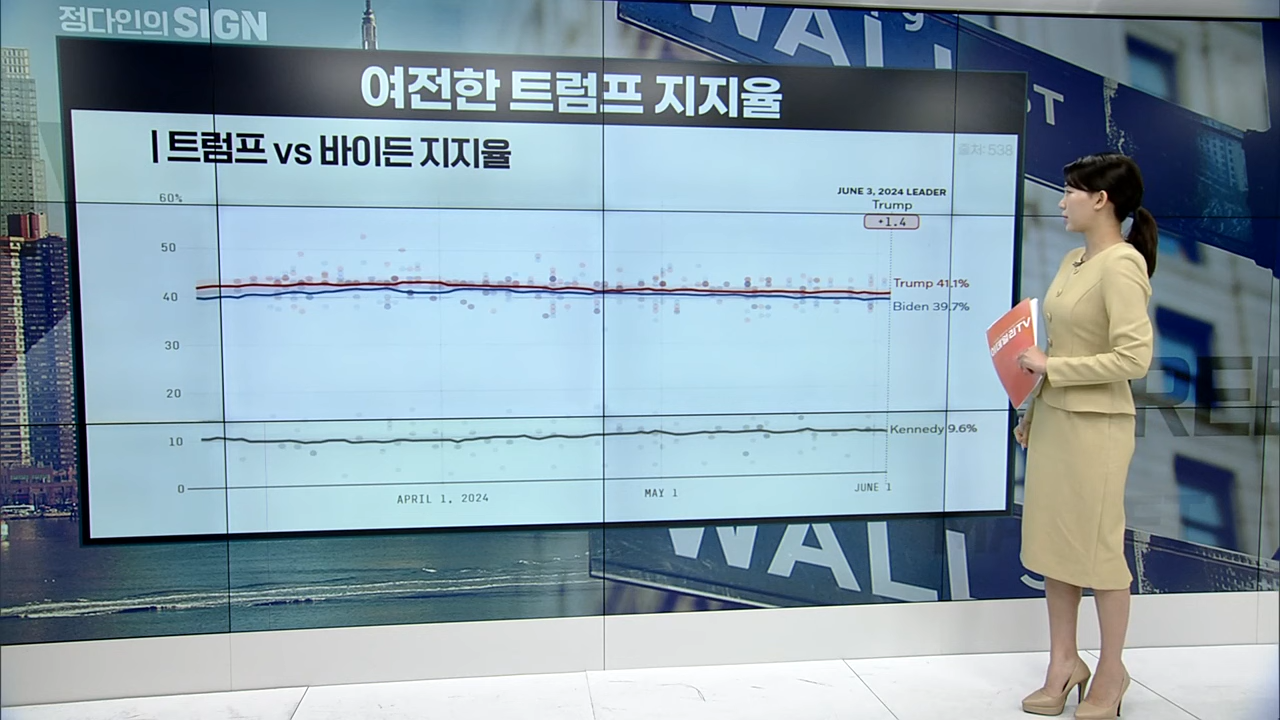 정다인의 SIGN
여전한 트럼프 지지율
트럼프 vs 바이든 지지율
출처: 538
JUNE 3, 2024 LEADER
Trump
+1.4
60%
50
40
30
20
10
0
Trump 41.1%
Biden 39.7%
Kennedy 9.6%
APRIL 1, 2024
MAY 1
JUNE 1
WALL
ST
WALL